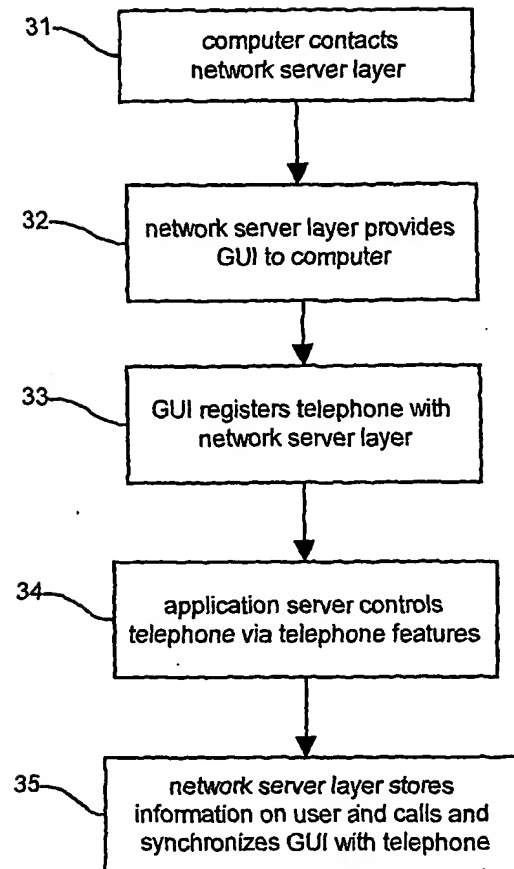 31
computer contacts
network server layer
32
network server layer provides
GUI to computer
33
GUI registers telephone with
network server layer
34
application server controls
telephone via telephone features
35
network server layer stores
information on user and calls and
synchronizes GUI with telephone